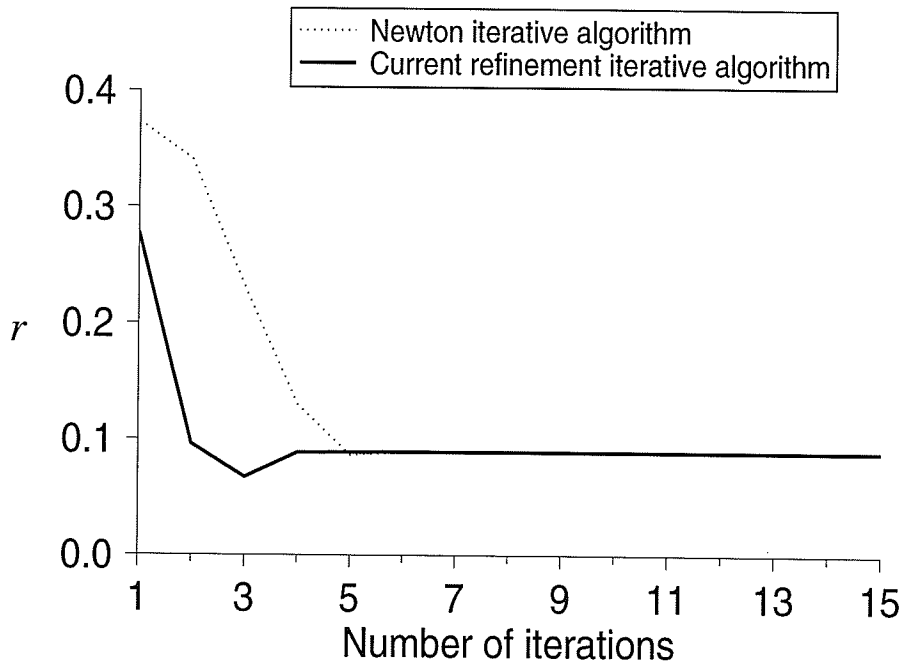 Newton iterative algorithm
Current refinement iterative algorithm
0.4
0.3
r 0.2
0.1
0.0
1 3 5 7 9 11 13 15
Number of iterations